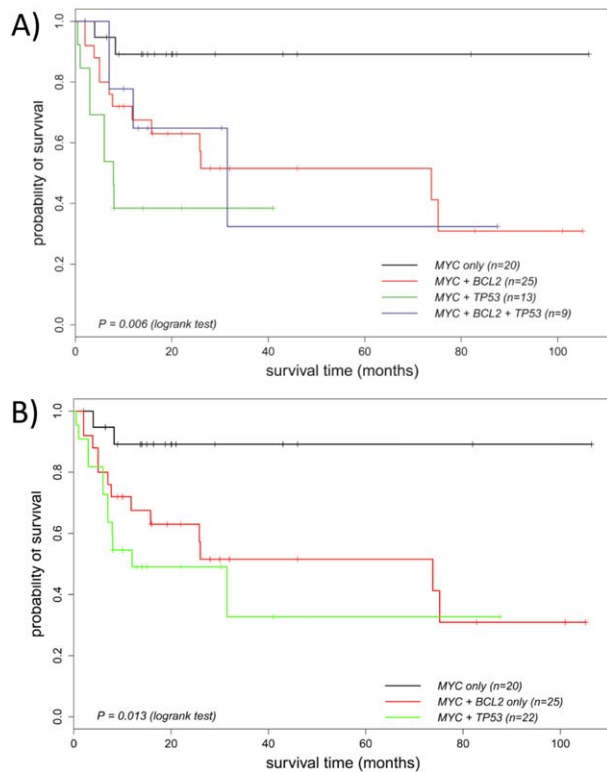 A)
probability of survival
1.0
0.8
0.6
0.4
0.2
0.0
MYC only (n=20)
MYC + BCL2 (n=25)
MYC + TP53 (n=13)
MYC + BCL2 + TP53 (n=9)
P = 0.006 (logrank test)
0 20 40 60 80 100
survival time (months)
B)
probability of survival
1.0
0.8
0.6
0.4
0.2
0.0
MYC only (n=20)
MYC + BCL2 only (n=25)
MYC + TP53 (n=22)
P = 0.013 (logrank test)
0 20 40 60 80 100
survival time (months)